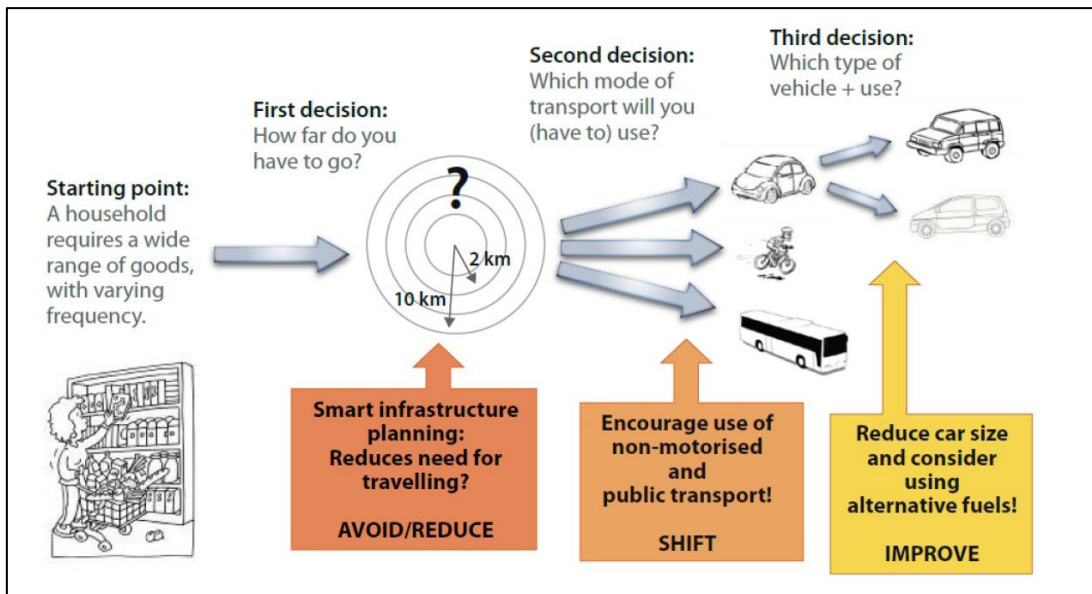 Starting point:
A household
requires a wide
range of goods,
with varying
frequency.
First decision:
How far do you
have to go?
?
2 km
10 km
Second decision:
Which mode of
transport will you
(have to) use?
Third decision:
Which type of
vehicle + use?
Smart infrastructure
planning:
Reduces need for
travelling?
AVOID/REDUCE
Encourage use of
non-motorised
and
public transport!
SHIFT
Reduce car size
and consider
using
alternative fuels!
IMPROVE